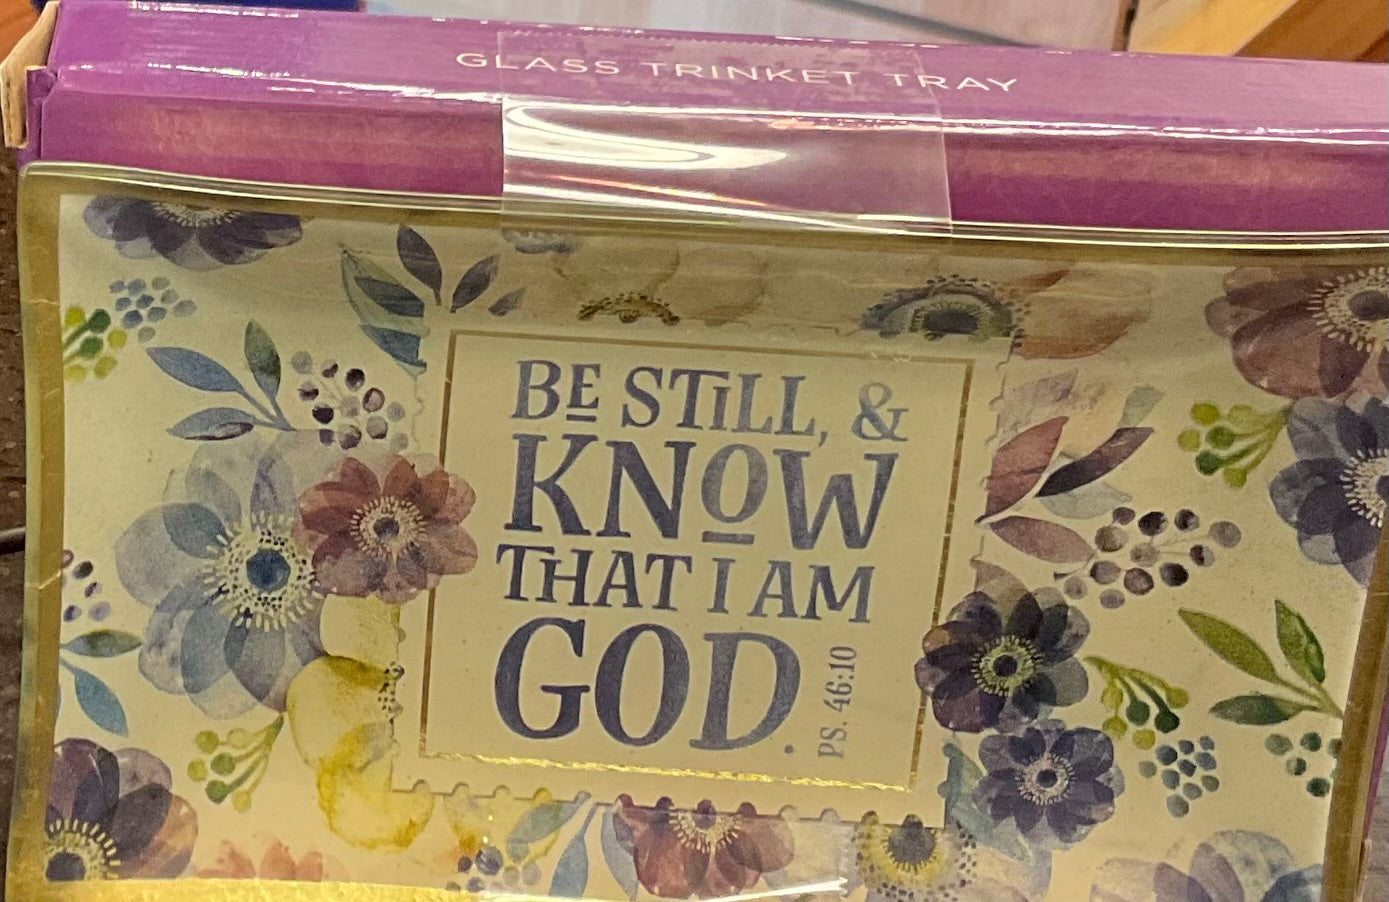 GLASS TRINKET TRAY
BE STiLL, &
KNOW
THAT I AM
GOD.
PS. 46:10